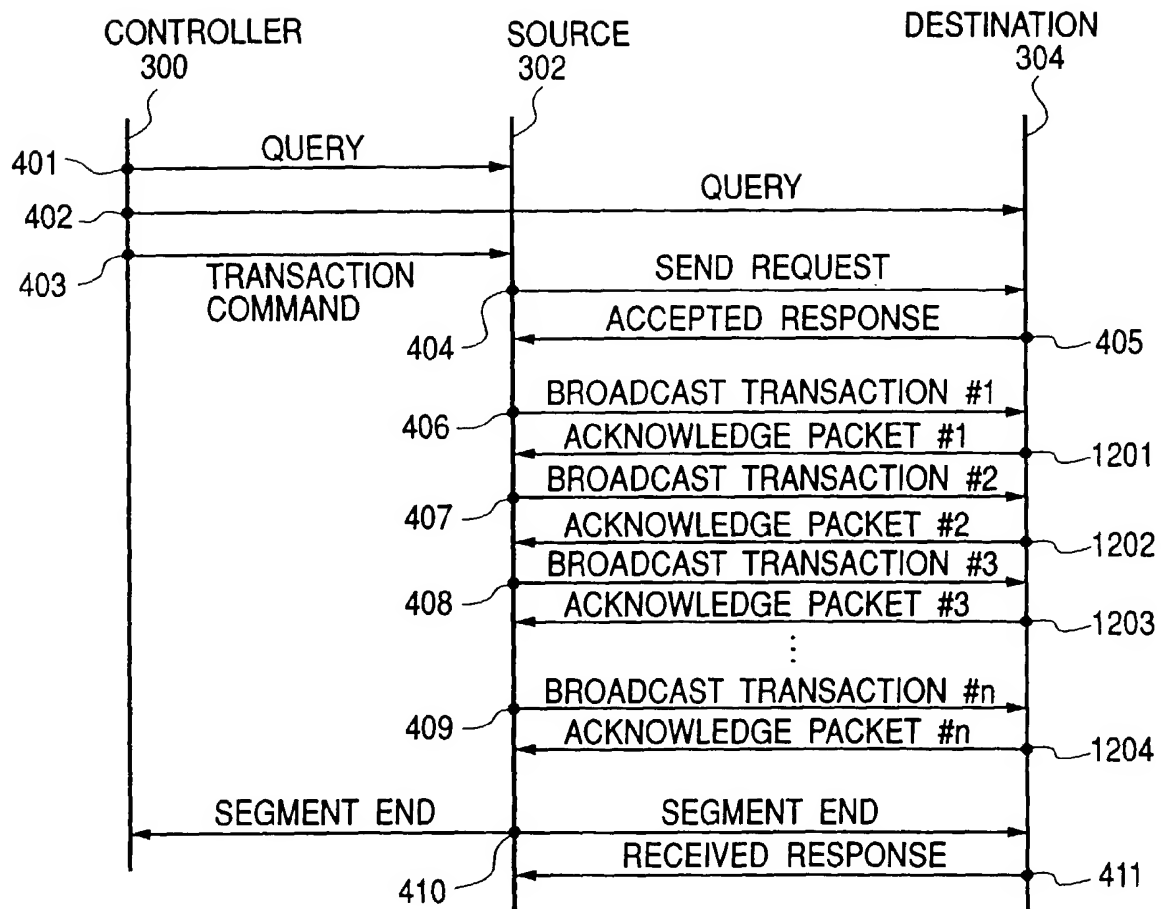 CONTROLLER
300
SOURCE
302
DESTINATION
304
401
QUERY
402
QUERY
403
TRANSACTION
COMMAND
SEND REQUEST
404
ACCEPTED RESPONSE
405
BROADCAST TRANSACTION #1
406
ACKNOWLEDGE PACKET #1
1201
BROADCAST TRANSACTION #2
407
ACKNOWLEDGE PACKET #2
1202
BROADCAST TRANSACTION #3
408
ACKNOWLEDGE PACKET #3
1203
BROADCAST TRANSACTION #n
409
ACKNOWLEDGE PACKET #n
1204
SEGMENT END
SEGMENT END
410
RECEIVED RESPONSE
411